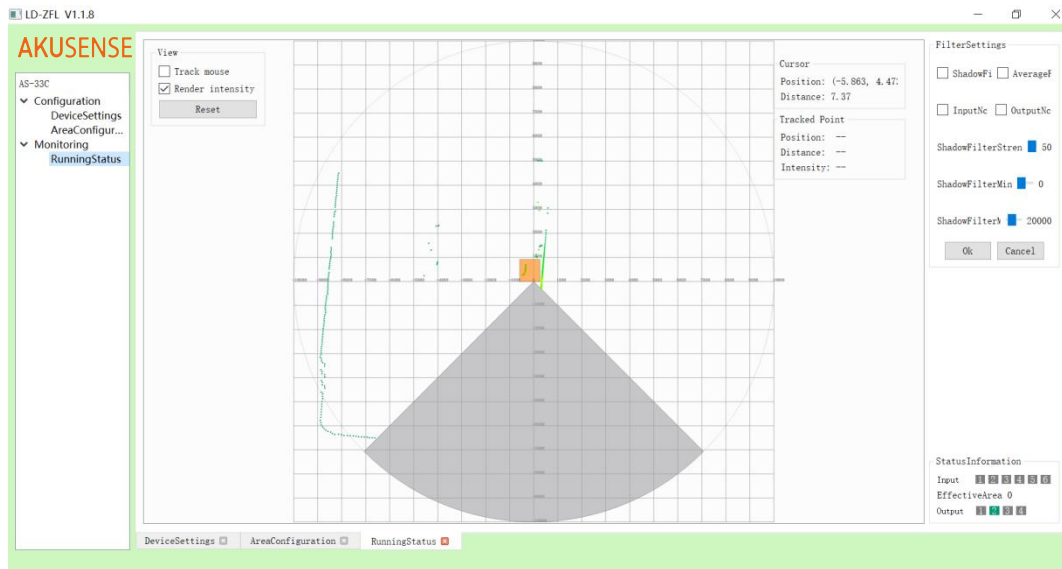 LD-ZFL V1.1.8
AKUSENSE
AS-33C
Configuration
DeviceSettings
AreaConfigur...
Monitoring
RunningStatus
View
Track mouse
Render intensity
Reset
Cursor
Position: (-5.863, 4.47
Distance: 7.37
Tracked Point
Position: --
Distance: --
Intensity: --
FilterSettings
ShadowFi AverageF
InputNc OutputNc
ShadowFilterStren 50
ShadowFilterMin 0
ShadowFilterM 20000
Ok Cancel
StatusInformation
Input 1 2 3 4 5 6
EffectiveArea 0
Output 1 2 3 4
DeviceSettings AreaConfiguration RunningStatus